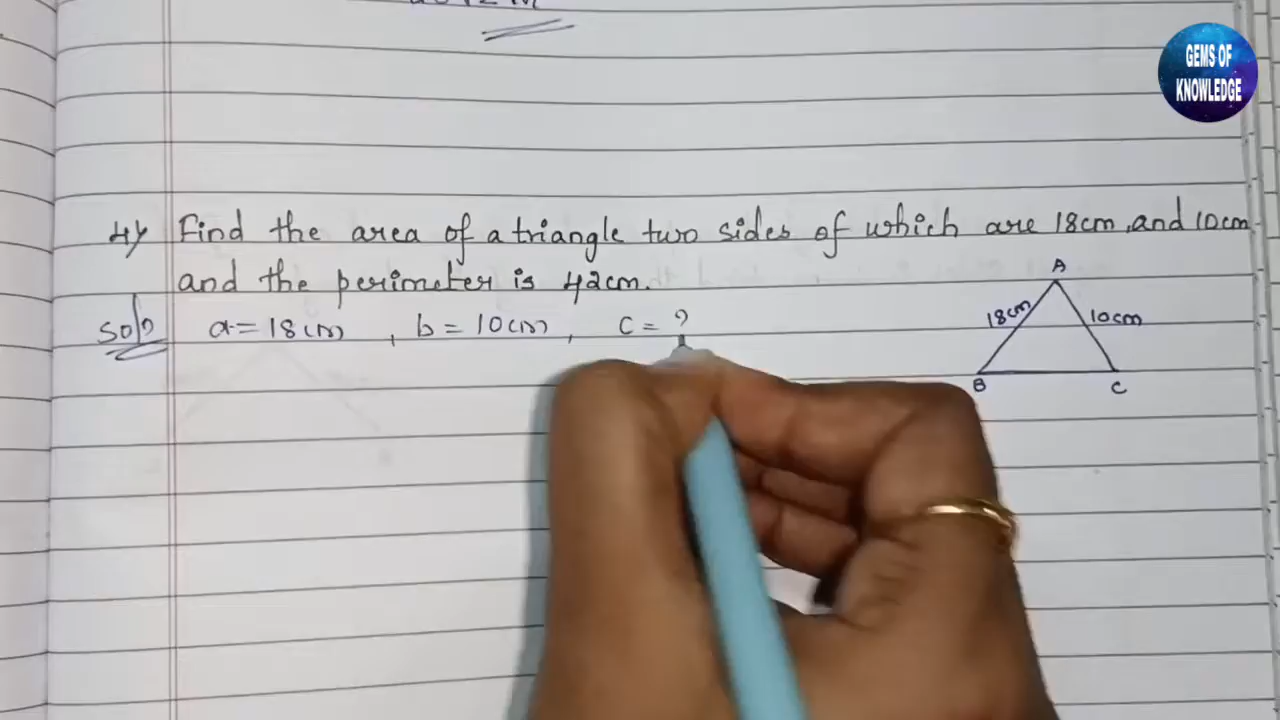 GEMS OF
KNOWLEDGE
4) Find the area of a triangle two sides of which are 18cm and 10cm
and the perimeter is 42cm.
Soln a = 18cm , b = 10cm , c = ?
A
18cm 10cm
B C